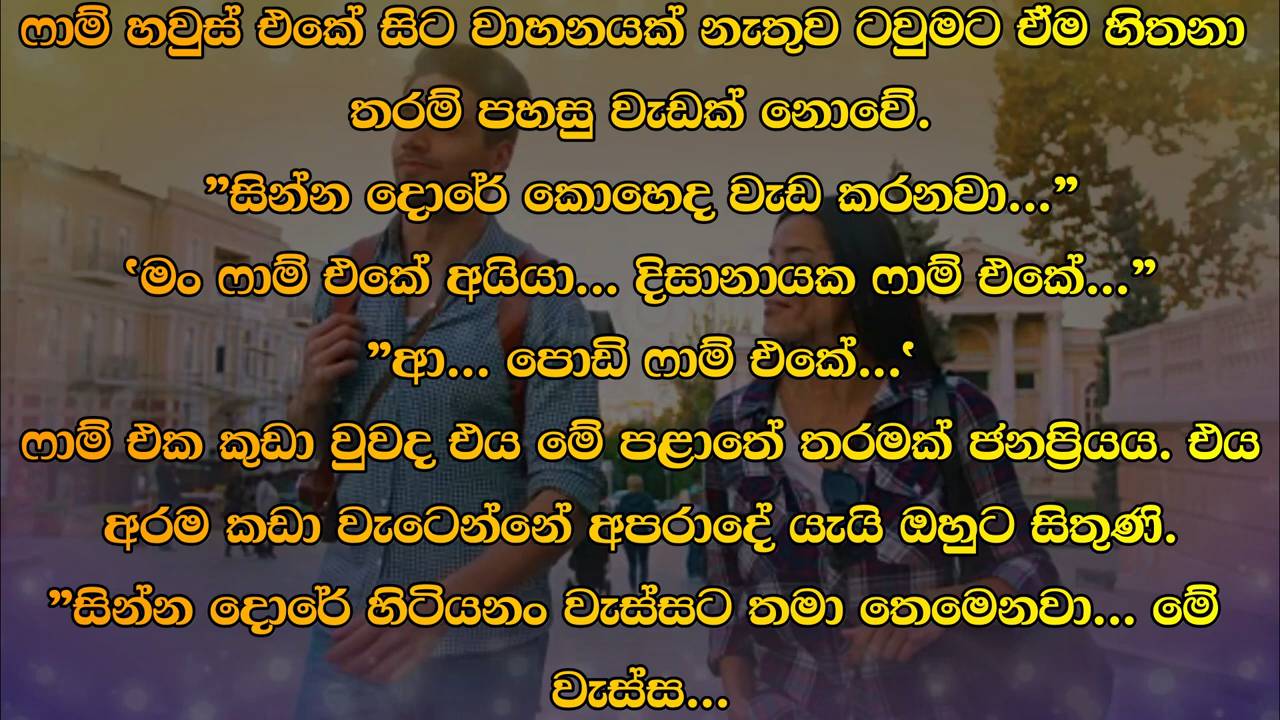 ෆාම් හවුස් එකේ සිට වාහනයක් නැතුව ටවුමට ඒම හිතනා
තරම් පහසු වැඩක් නොවේ.
”සින්න දොරේ කොහෙද වැඩ කරනවා...”
‘මං ෆාම් එකේ අයියා... දිසානායක ෆාම් එකේ...”
”ආ... පොඩි ෆාම් එකේ...‘
ෆාම් එක කුඩා වුවද එය මේ පළාතේ තරමක් ජනප්‍රියය. එය
අරම කඩා වැටෙන්නේ අපරාදේ යැයි ඔහුට සිතුණි.
”සින්න දොරේ හිටියනං වැස්සට තමා තෙමෙනවා... මේ
වැස්ස...